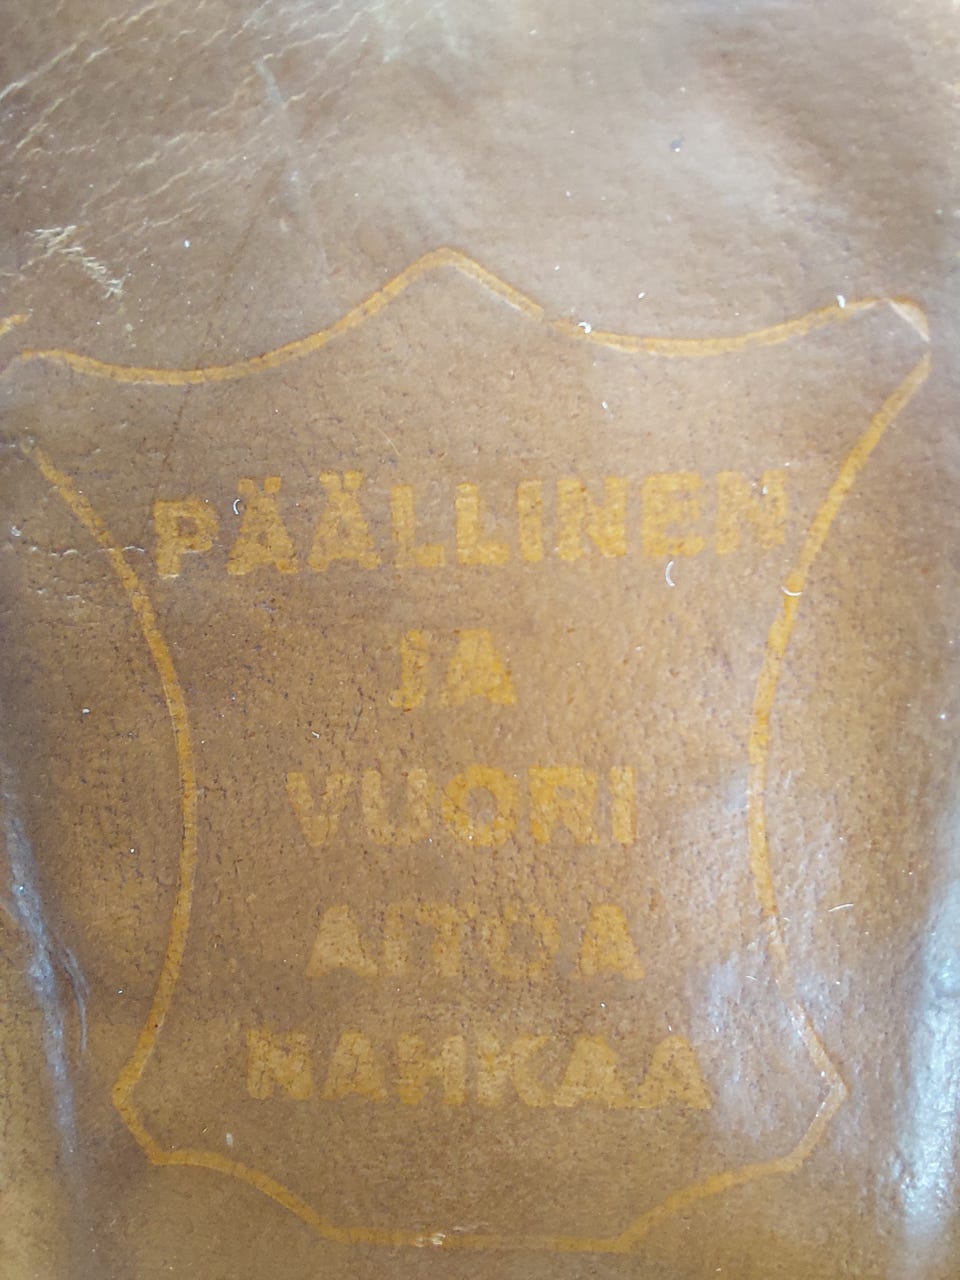 PÄÄLLINEN
JA
VUORI
AITOA
NAHKAA